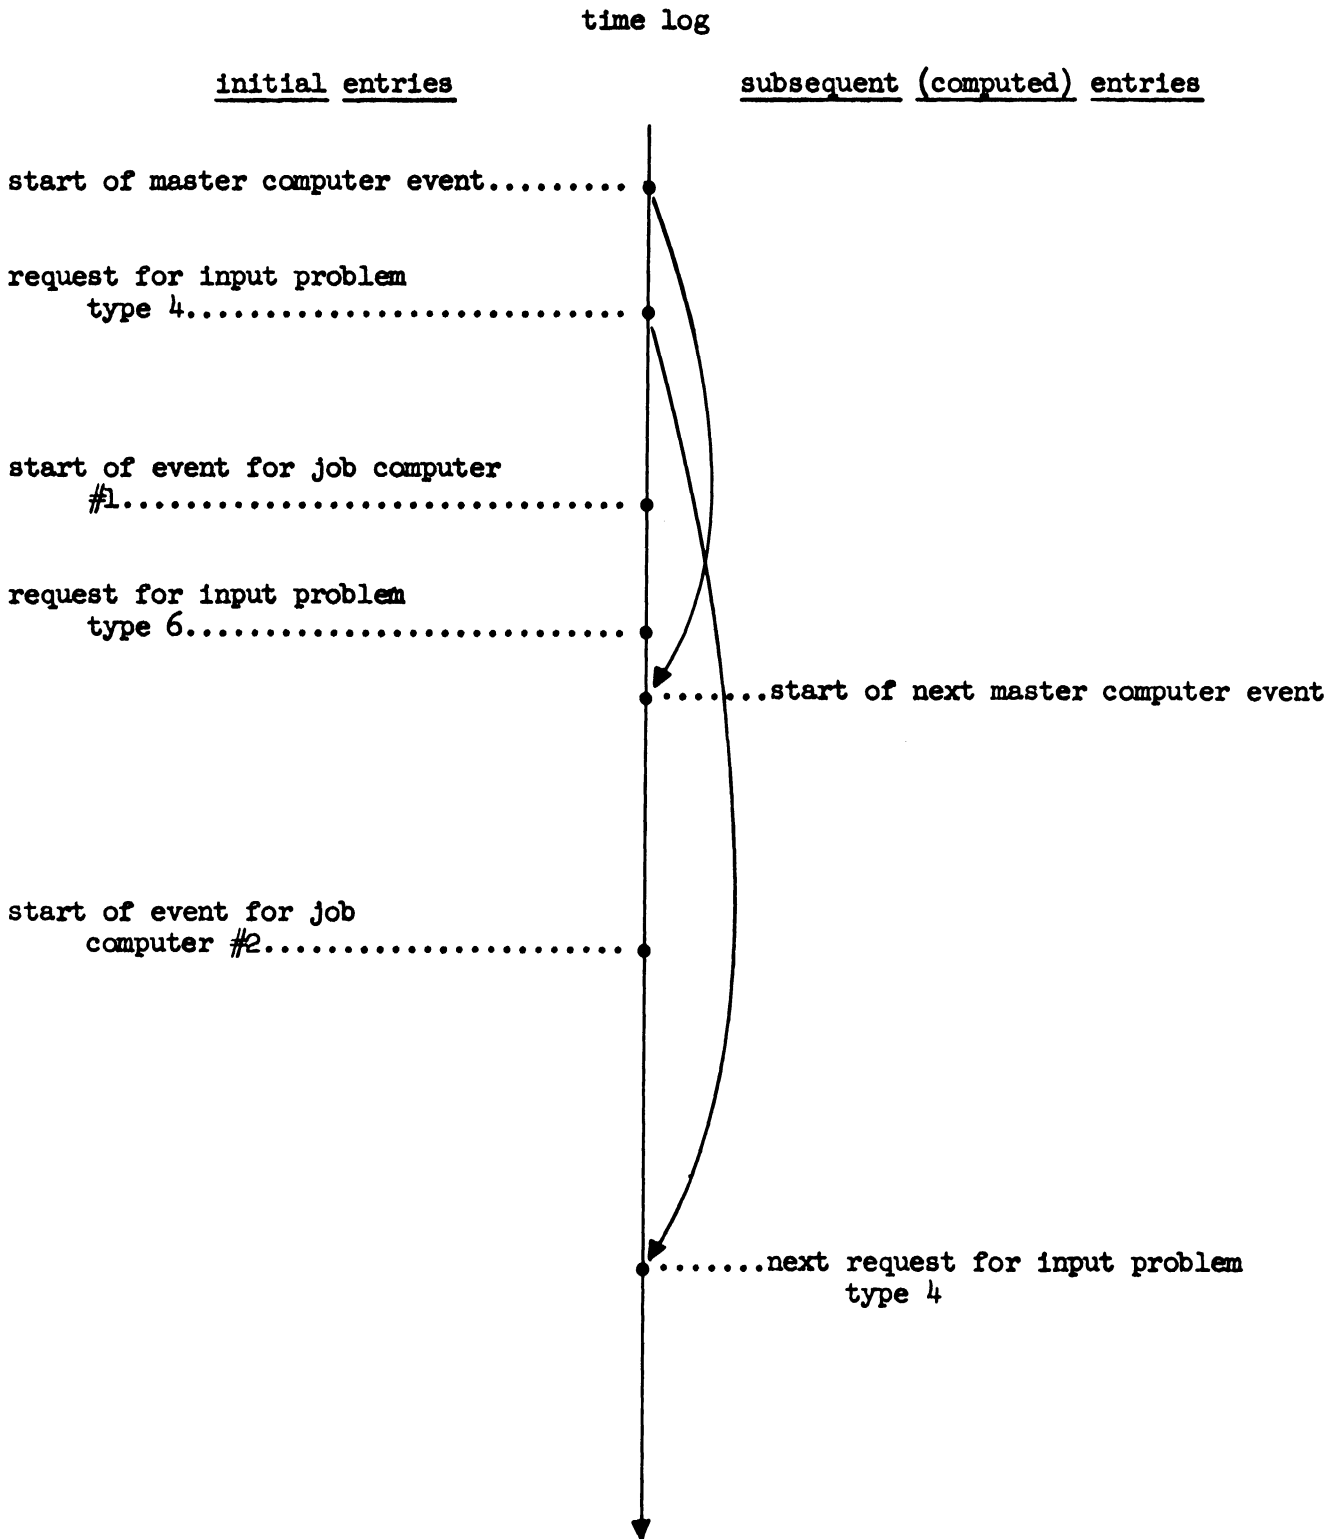 time log
initial entries
subsequent (computed) entries
start of master computer event.........
request for input problem
type 4............................
start of event for job computer
#1................................
request for input problem
type 6............................
.......start of next master computer event
start of event for job
computer #2.......................
.......next request for input problem
type 4